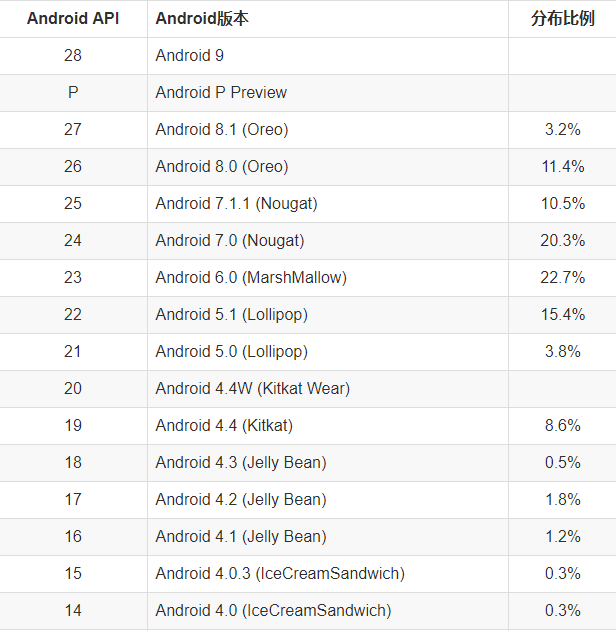 Android API Android版本 分布比例
28 Android 9
P Android P Preview
27 Android 8.1 (Oreo) 3.2%
26 Android 8.0 (Oreo) 11.4%
25 Android 7.1.1 (Nougat) 10.5%
24 Android 7.0 (Nougat) 20.3%
23 Android 6.0 (MarshMallow) 22.7%
22 Android 5.1 (Lollipop) 15.4%
21 Android 5.0 (Lollipop) 3.8%
20 Android 4.4W (Kitkat Wear)
19 Android 4.4 (Kitkat) 8.6%
18 Android 4.3 (Jelly Bean) 0.5%
17 Android 4.2 (Jelly Bean) 1.8%
16 Android 4.1 (Jelly Bean) 1.2%
15 Android 4.0.3 (IceCreamSandwich) 0.3%
14 Android 4.0 (IceCreamSandwich) 0.3%